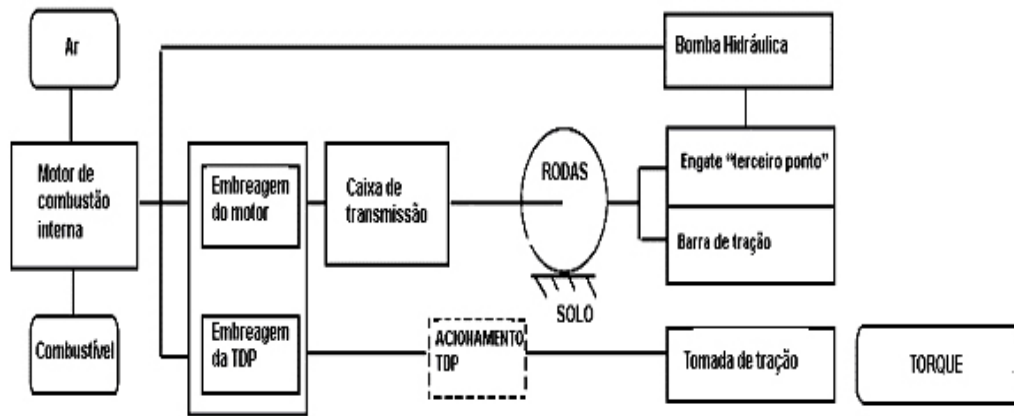 Ar
Bomba Hidráulica
Motor de
combustão
interna
Embreagem
do motor
Caixa de
transmissão
RODAS
Engate "terceiro ponto"
Barra de tração
SOLO
Combustível
Embreagem
da TDP
ACIONAMENTO
TDP
Tomada de tração
TORQUE